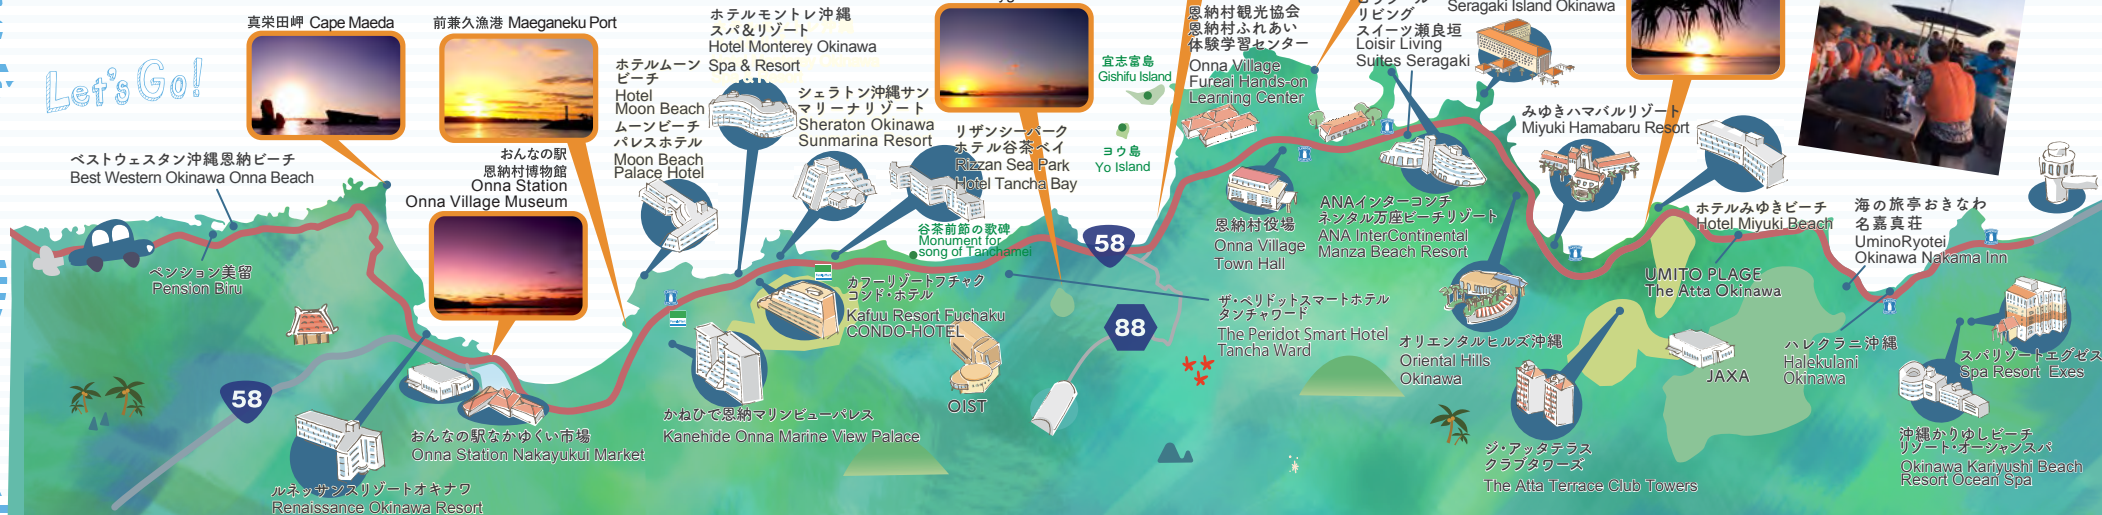 Let's Go!
真栄田岬 Cape Maeda
前兼久漁港 Maeganeku Port
ベストウェスタン沖縄恩納ビーチ
Best Western Okinawa Onna Beach
ペンション美留
Pension Biru
おんなの駅
恩納村博物館
Onna Station
Onna Village Museum
58
ルネッサンスリゾートオキナワ
Renaissance Okinawa Resort
おんなの駅なかゆくい市場
Onna Station Nakayukui Market
ホテルムーン
ビーチ
Hotel
Moon Beach
ムーンビーチ
パレスホテル
Moon Beach
Palace Hotel
ホテルモントレ沖縄
スパ&リゾート
Hotel Monterey Okinawa
Spa & Resort
シェラトン沖縄サン
マリーナリゾート
Sheraton Okinawa
Sunmarina Resort
かねひで恩納マリンビューパレス
Kanehide Onna Marine View Palace
カフーリゾートフチャク
コンド・ホテル
Kafuu Resort Fuchaku
CONDO-HOTEL
リザンシーパーク
ホテル谷茶ベイ
Rizzan Sea Park
Hotel Tancha Bay
谷茶前節の歌碑
Monument for
song of Tanchamei
OIST
58
88
宜志富島
Gishifu Island
ヨウ島
Yo Island
ザ・ペリドットスマートホテル
タンチャワード
The Peridot Smart Hotel
Tancha Ward
恩納村観光協会
恩納村ふれあい
体験学習センター
Onna Village
Fureai Hands-on
Learning Center
恩納村役場
Onna Village
Town Hall
リビング
スイーツ瀬良垣
Loisir Living
Suites Seragaki
Seragaki Island Okinawa
ANAインターコンチ
ネンタル万座ビーチリゾート
ANA InterContinental
Manza Beach Resort
みゆきハマバルリゾート
Miyuki Hamabaru Resort
オリエンタルヒルズ沖縄
Oriental Hills
Okinawa
ジ・アッタテラス
クラブタワーズ
The Atta Terrace Club Towers
ホテルみゆきビーチ
Hotel Miyuki Beach
UMITO PLAGE
The Atta Okinawa
JAXA
ハレクラニ沖縄
Halekulani
Okinawa
海の旅亭おきなわ
名嘉真荘
UminoRyotei
Okinawa Nakama Inn
スパリゾートエグゼス
Spa Resort Exes
沖縄かりゆしビーチ
リゾート・オーシャンスパ
Okinawa Kariyushi Beach
Resort Ocean Spa